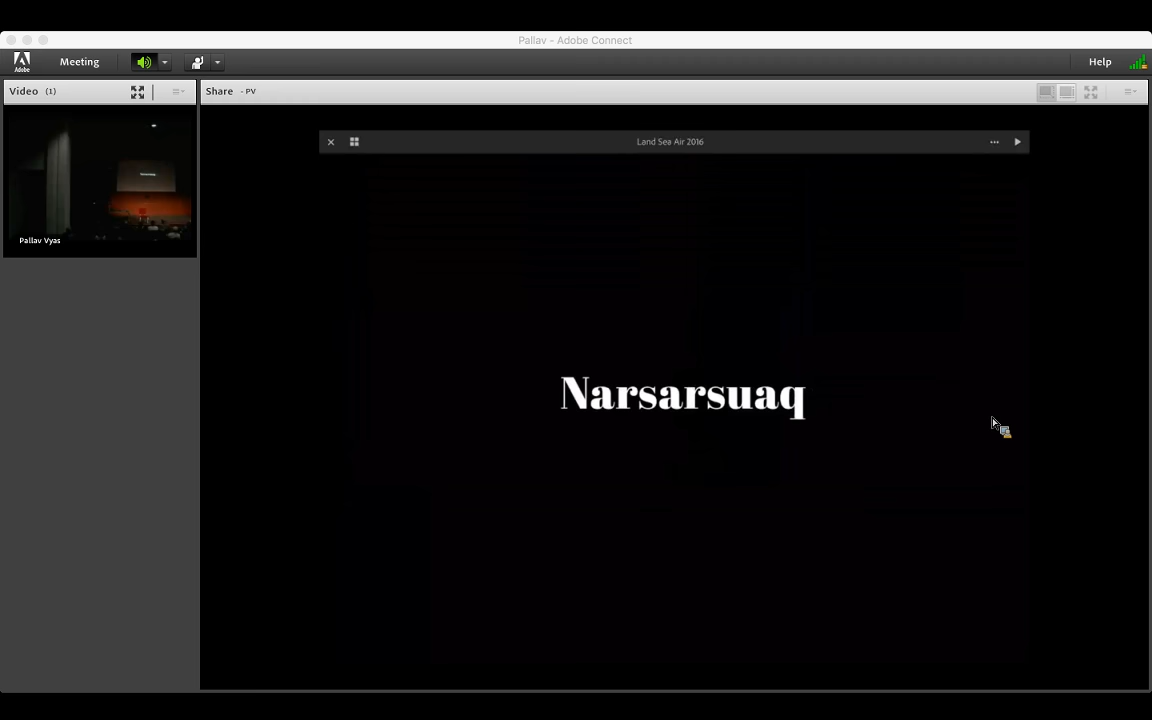 Pallav - Adobe Connect
Adobe
Meeting
Help
Video (1)
Share - PV
Land Sea Air 2016
Pallav Vyas
Narsarsuaq